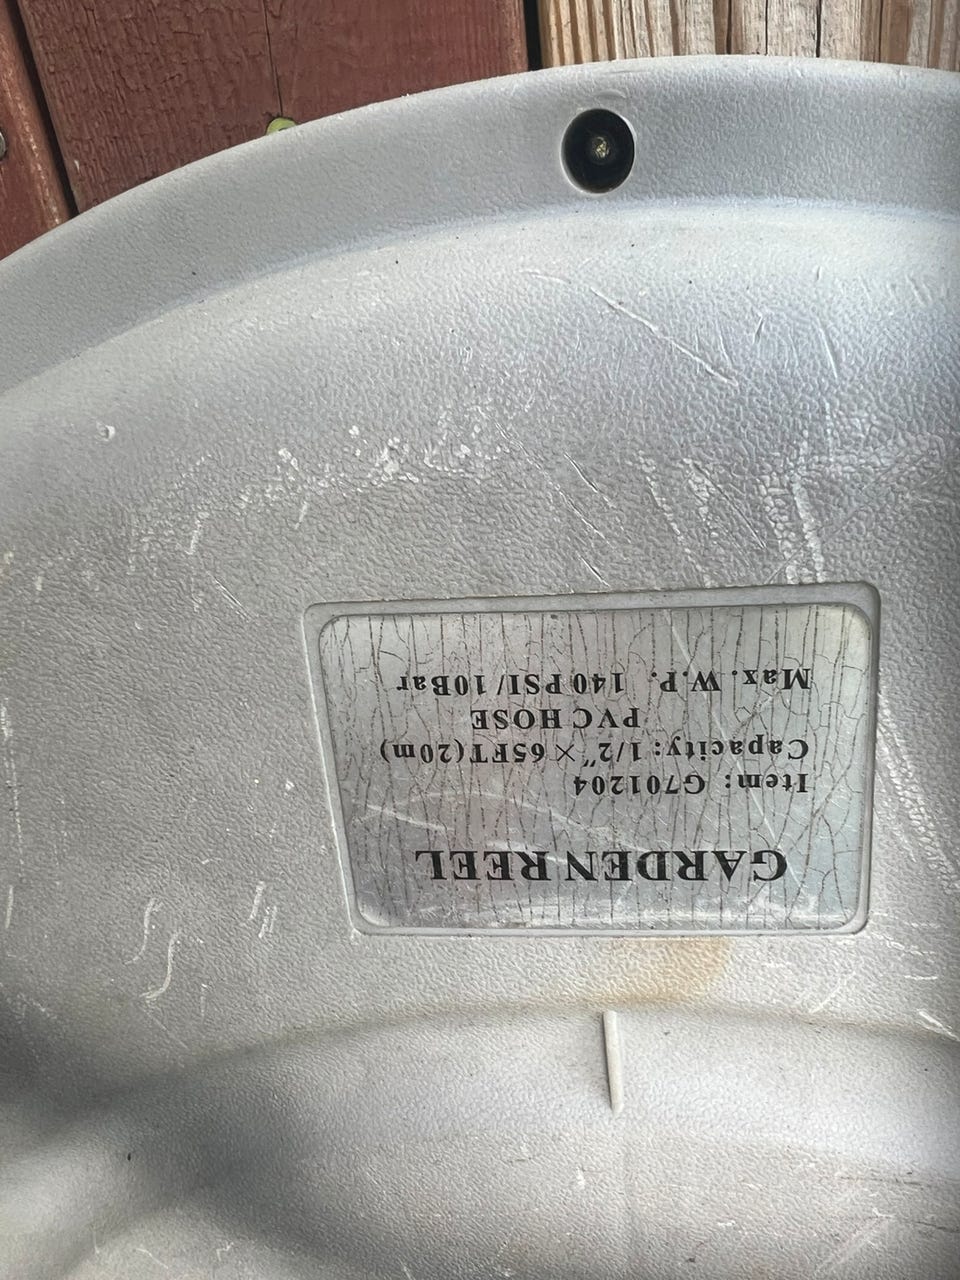 GARDEN REEL
Item: G701204
Capacity: 1/2" × 65FT(20m)
PVC HOSE
Max. W.P. 140 PSI/10Bar